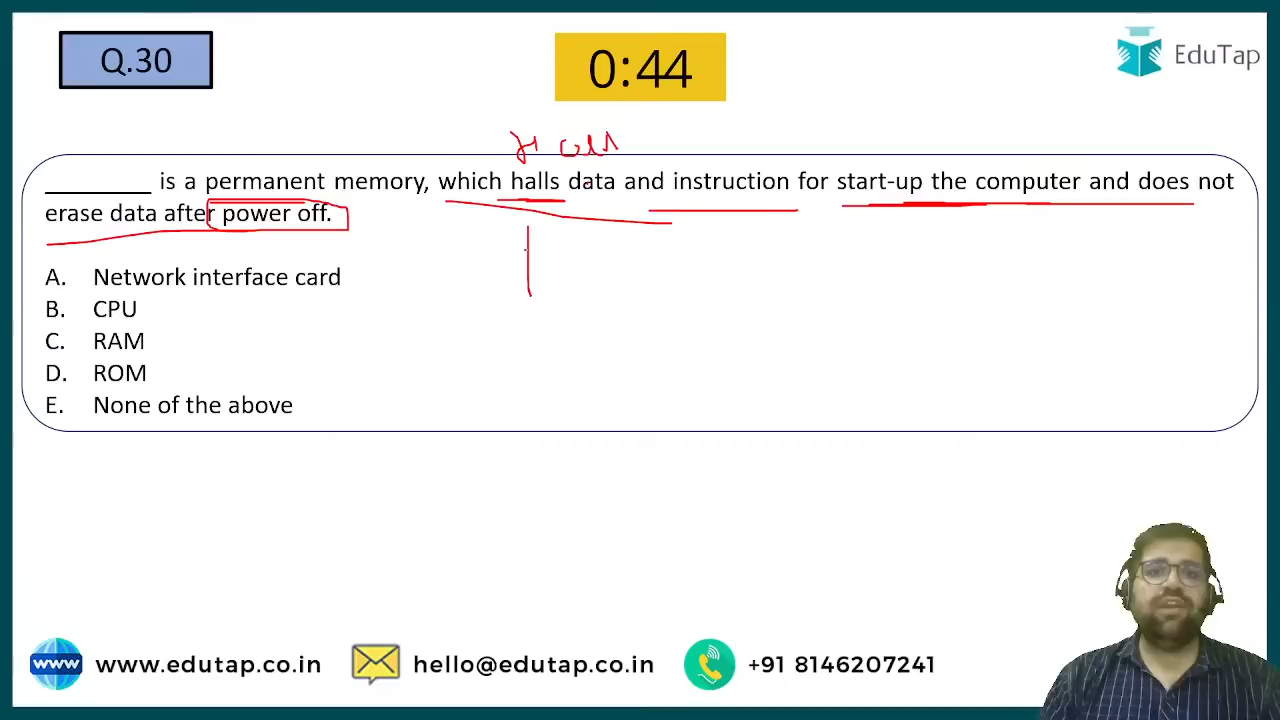 Q.30
0:44
EduTap
________ is a permanent memory, which halls data and instruction for start-up the computer and does not
erase data after power off.
A. Network interface card
B. CPU
C. RAM
D. ROM
E. None of the above
www
www.edutap.co.in
hello@edutap.co.in
+91 8146207241